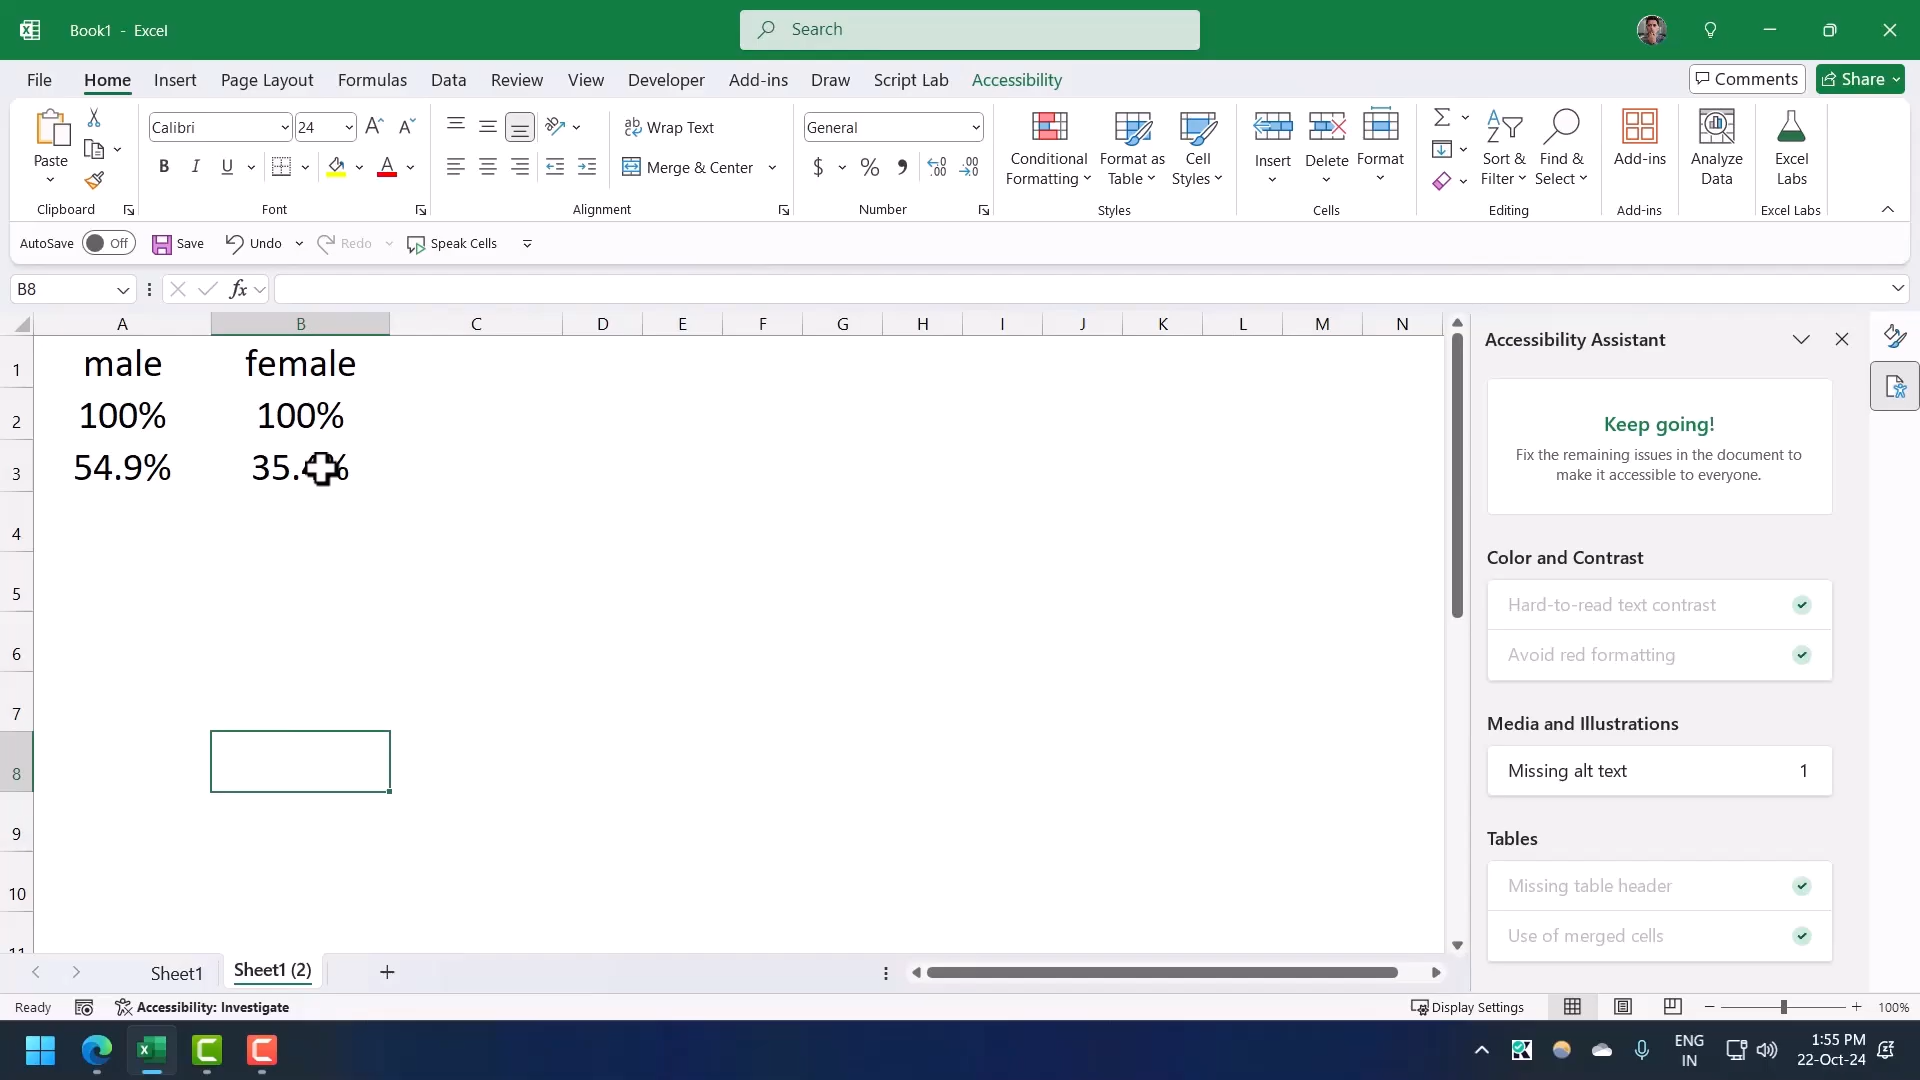 Book1 - Excel
Search
File Home Insert Page Layout Formulas Data Review View Developer Add-ins Draw Script Lab Accessibility
Comments Share
Paste
Clipboard
Calibri 24
B I U A
Font
Wrap Text
Merge & Center
Alignment
General
$ % 9 .00 .00
Number
Conditional Formatting
Format as Table
Cell Styles
Styles
Insert
Delete
Format
Cells
Sort & Filter
Find & Select
Editing
Add-ins
Add-ins
Analyze Data
Excel Labs
Excel Labs
AutoSave Off Save Undo Redo Speak Cells
B8 fx
A B C D E F G H I J K L M N
1 male female
2 100% 100%
3 54.9%
4
5
6
7
8
9
10
11
Accessibility Assistant
Keep going!
Fix the remaining issues in the document to
make it accessible to everyone.
Color and Contrast
Hard-to-read text contrast
Avoid red formatting
Media and Illustrations
Missing alt text 1
Tables
Missing table header
Use of merged cells
Sheet1 Sheet1 (2)
Ready Accessibility: Investigate Display Settings 100%
ENG
IN
1:55 PM
22-Oct-24